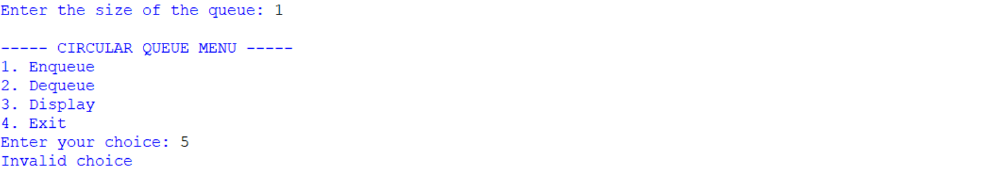 Enter the size of the queue: 1
----- CIRCULAR QUEUE MENU -----
1. Enqueue
2. Dequeue
3. Display
4. Exit
Enter your choice: 5
Invalid choice